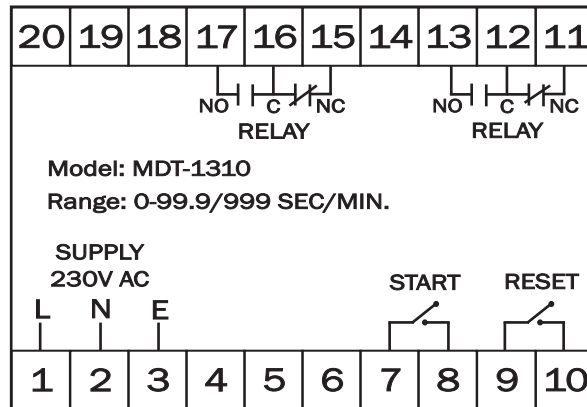 20 19 18 17 16 15 14 13 12 11
NO C NC NO C NC
RELAY RELAY
Model: MDT-1310
Range: 0-99.9/999 SEC/MIN.
SUPPLY
230V AC START RESET
L N E
1 2 3 4 5 6 7 8 9 10